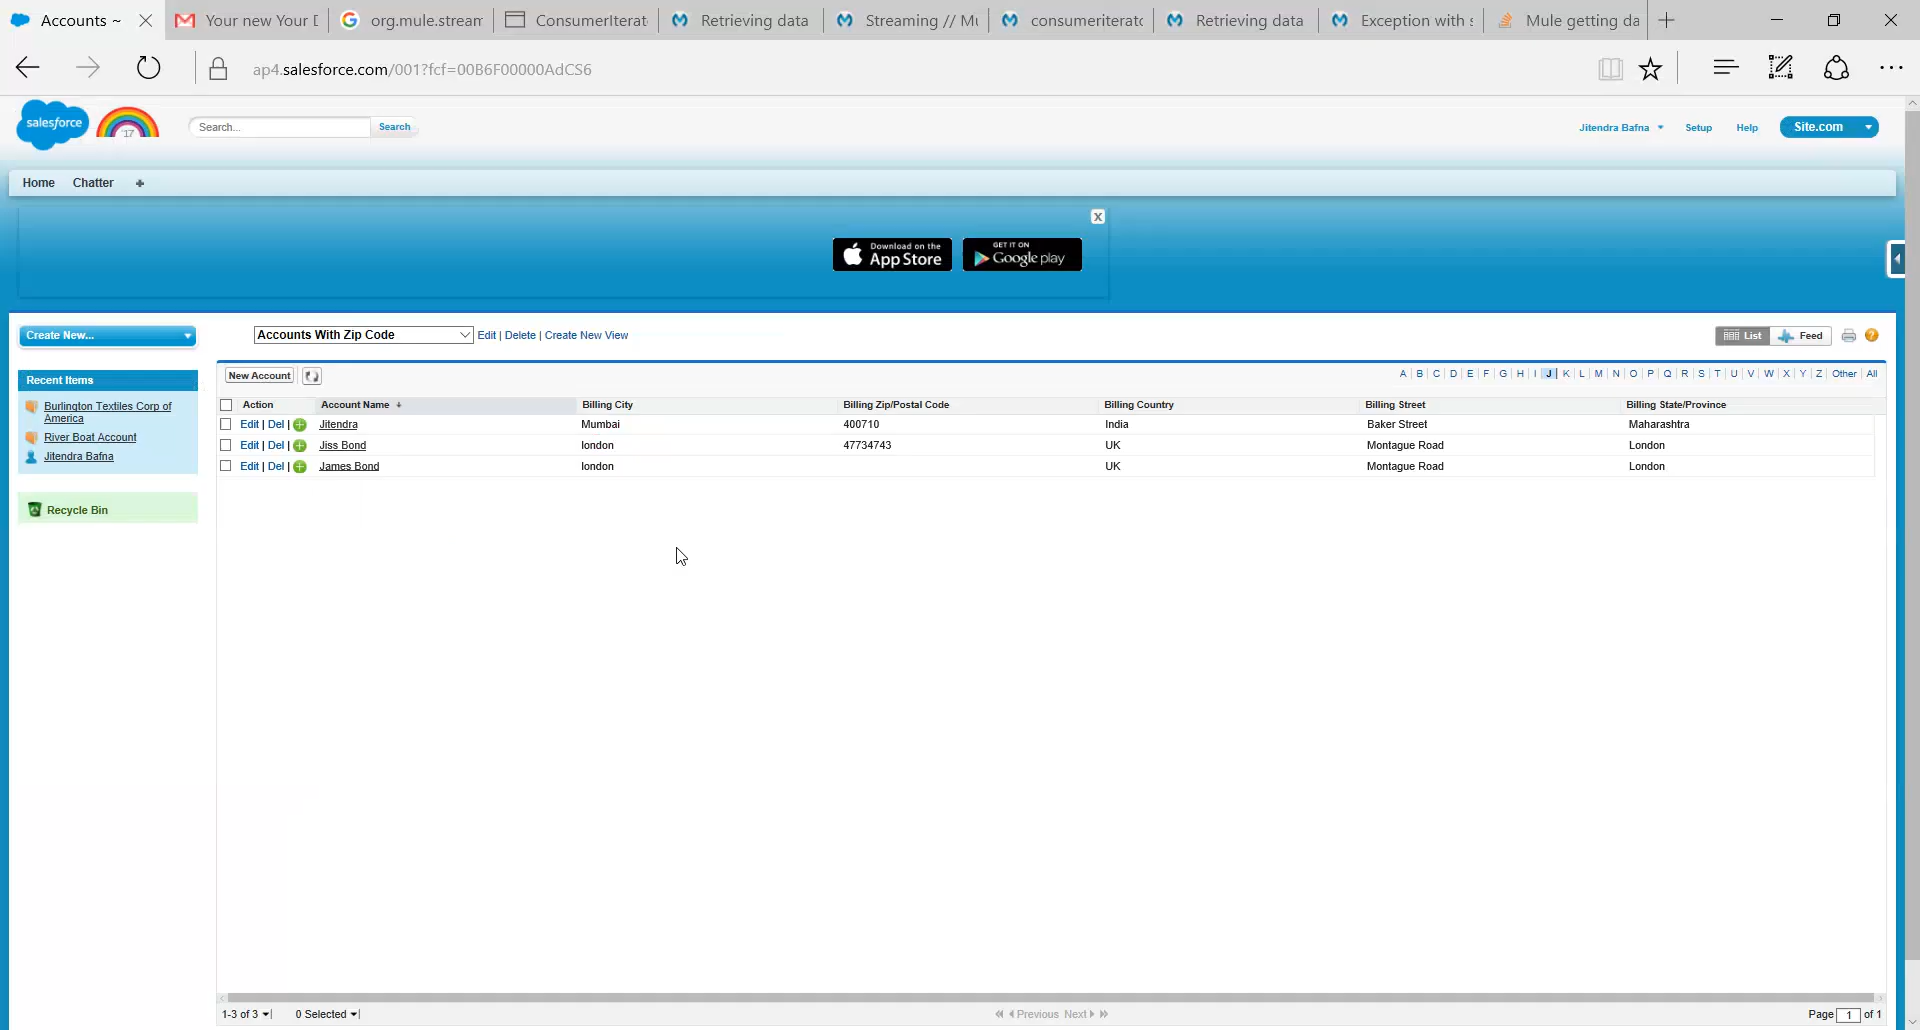 Accounts ~
Your new Your D
org.mule.stream
ConsumerIterat
Retrieving data
Streaming // Mu
consumeriterato
Retrieving data
Exception with s
Mule getting da
ap4.salesforce.com/001?fcf=00B6F00000AdCS6
salesforce
'17
Search...
Search
Jitendra Bafna
Setup
Help
Site.com
Home
Chatter
X
Download on the
App Store
GET IT ON
Google play
Create New...
Accounts With Zip Code
Edit | Delete | Create New View
List
Feed
Recent Items
Burlington Textiles Corp of
America
River Boat Account
Jitendra Bafna
Recycle Bin
New Account
A | B | C | D | E | F | G | H | I | J | K | L | M | N | O | P | Q | R | S | T | U | V | W | X | Y | Z | Other | All
Action Account Name Billing City Billing Zip/Postal Code Billing Country Billing Street Billing State/Province
Edit | Del | Jitendra Mumbai 400710 India Baker Street Maharashtra
Edit | Del | Jiss Bond london 47734743 UK Montague Road London
Edit | Del | James Bond london UK Montague Road London
1-3 of 3
0 Selected
Previous Next
Page 1 of 1